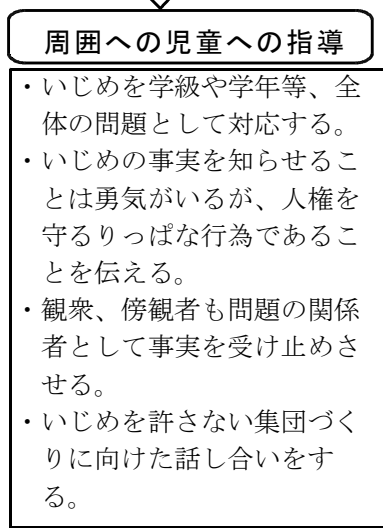 周囲への児童への指導
・いじめを学級や学年等、全
体の問題として対応する。
・いじめの事実を知らせるこ
とは勇気がいるが、人権を
守るりっぱな行為であるこ
とを伝える。
・観衆、傍観者も問題の関係
者として事実を受け止めさ
せる。
・いじめを許さない集団づく
りに向けた話し合いをす
る。